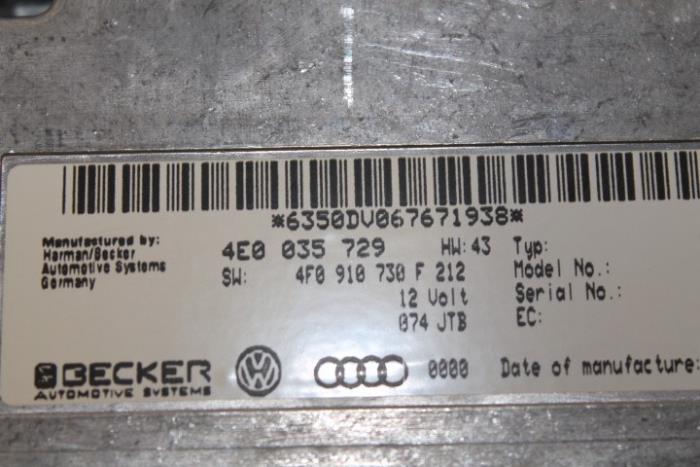 *6350DV067671938*
Manufactured by:
Harman/Becker
Automotive Systems
Germany
4E0 035 729 HW: 43
SW: 4F0 910 730 F 212
12 Volt
074 JTB
Typ:
Model No.:
Serial No.:
EC:
BECKER
AUTOMOTIVE SYSTEMS
0000
Date of manufacture: